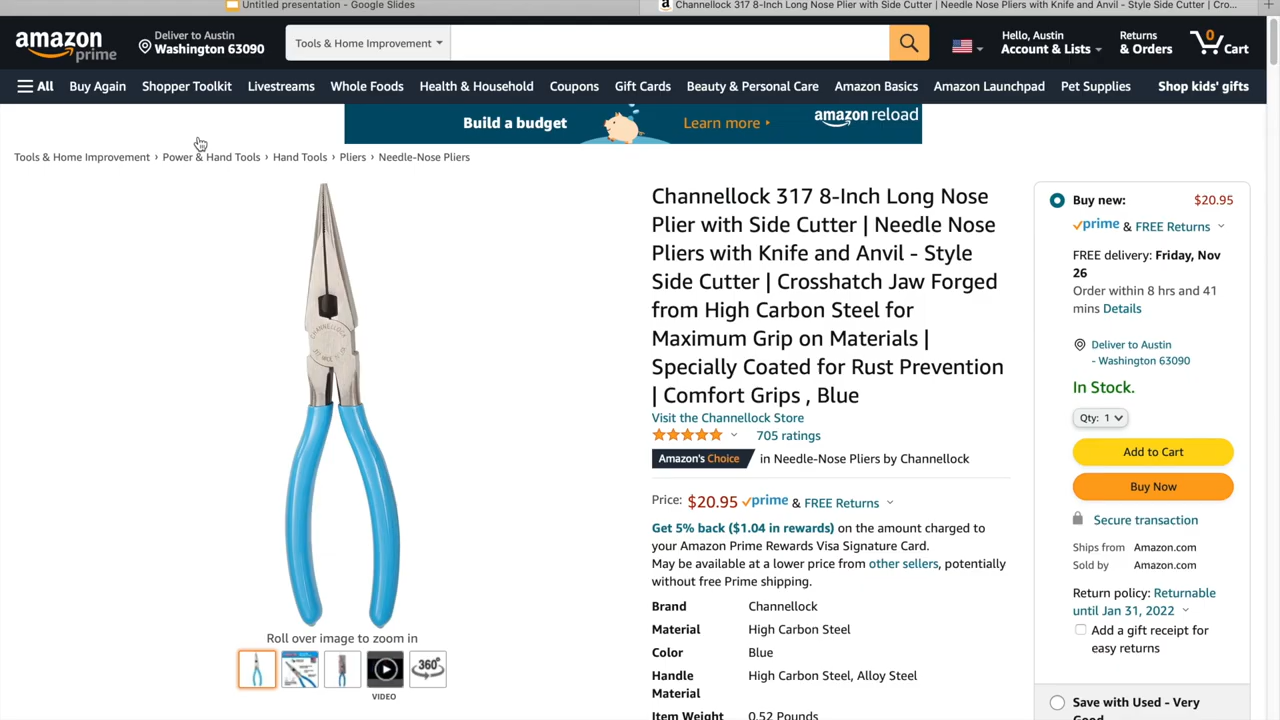 Untitled presentation - Google Slides
Channellock 317 8-Inch Long Nose Plier with Side Cutter | Needle Nose Pliers with Knife and Anvil - Style Side Cutter | Cro...
amazon prime
Deliver to Austin
Washington 63090
Tools & Home Improvement
Hello, Austin
Account & Lists
Returns
& Orders
0
Cart
All Buy Again Shopper Toolkit Livestreams Whole Foods Health & Household Coupons Gift Cards Beauty & Personal Care Amazon Basics Amazon Launchpad Pet Supplies Shop kids' gifts
Build a budget Learn more amazon reload
Tools & Home Improvement › Power & Hand Tools › Hand Tools › Pliers › Needle-Nose Pliers
CHANNELLOCK
Roll over image to zoom in
360°
VIDEO
Channellock 317 8-Inch Long Nose
Plier with Side Cutter | Needle Nose
Pliers with Knife and Anvil - Style
Side Cutter | Crosshatch Jaw Forged
from High Carbon Steel for
Maximum Grip on Materials |
Specially Coated for Rust Prevention
| Comfort Grips , Blue
Visit the Channellock Store
705 ratings
Amazon's Choice in Needle-Nose Pliers by Channellock
Price: $20.95 prime & FREE Returns
Get 5% back ($1.04 in rewards) on the amount charged to
your Amazon Prime Rewards Visa Signature Card.
May be available at a lower price from other sellers, potentially
without free Prime shipping.
Brand Channellock
Material High Carbon Steel
Color Blue
Handle High Carbon Steel, Alloy Steel
Material
Item Weight 0.52 Pounds
Buy new: $20.95
prime & FREE Returns
FREE delivery: Friday, Nov
26
Order within 8 hrs and 41
mins Details
Deliver to Austin
- Washington 63090
In Stock.
Qty: 1
Add to Cart
Buy Now
Secure transaction
Ships from Amazon.com
Sold by Amazon.com
Return policy: Returnable
until Jan 31, 2022
Add a gift receipt for
easy returns
Save with Used - Very
Good